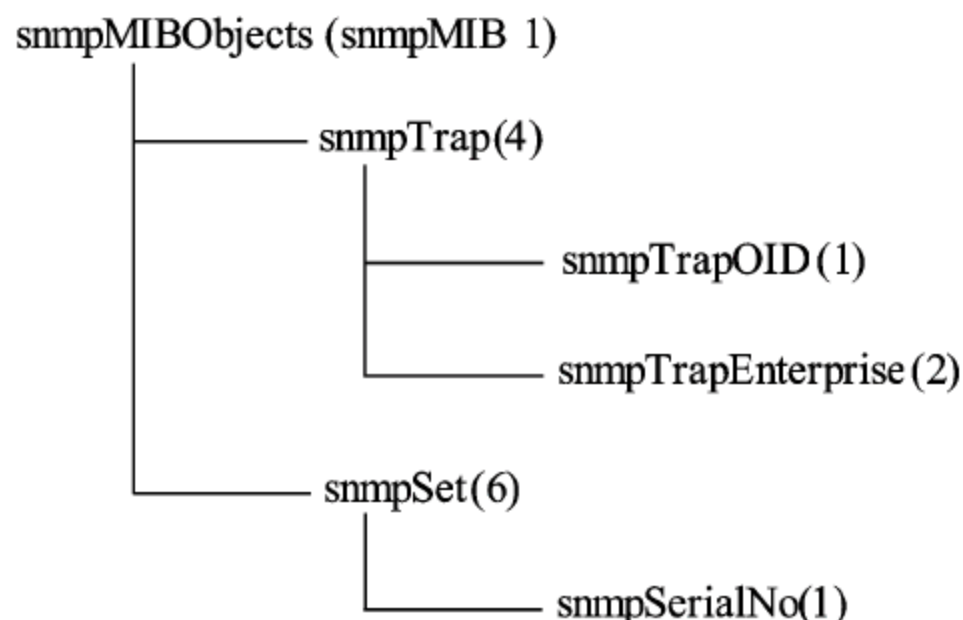 snmpMIBObjects (snmpMIB 1)
snmpTrap(4)
snmpTrapOID(1)
snmpTrapEnterprise(2)
snmpSet(6)
snmpSerialNo(1)